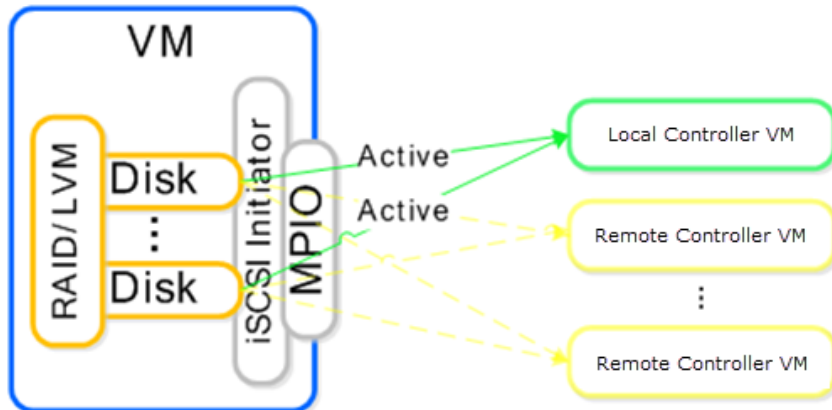 VM
RAID/LVM
Disk
Disk
iSCSI Initiator
MPIO
Active
Active
Local Controller VM
Remote Controller VM
Remote Controller VM